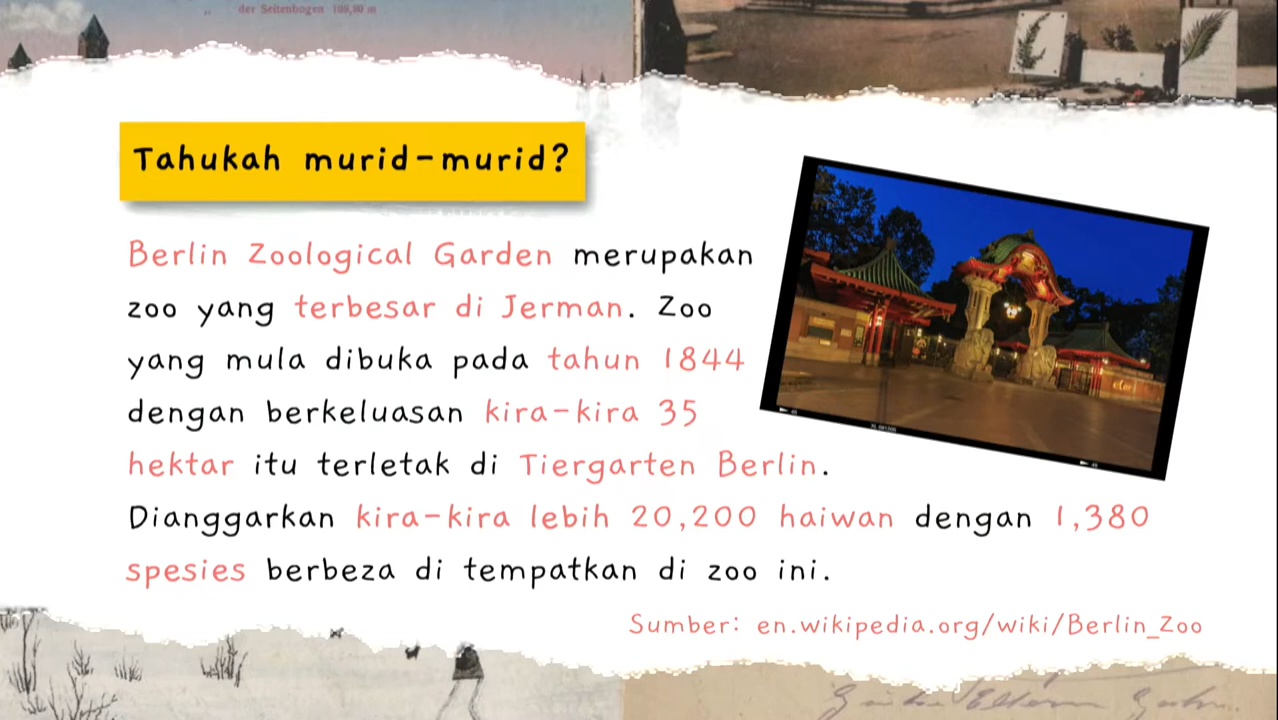 der Seitenbogen 109,80 m
Tahukah murid-murid?
Berlin Zoological Garden merupakan
zoo yang terbesar di Jerman. Zoo
yang mula dibuka pada tahun 1844
dengan berkeluasan kira-kira 35
hektar itu terletak di Tiergarten Berlin.
Dianggarkan kira-kira lebih 20,200 haiwan dengan 1,380
spesies berbeza di tempatkan di zoo ini.
Sumber: en.wikipedia.org/wiki/Berlin_Zoo